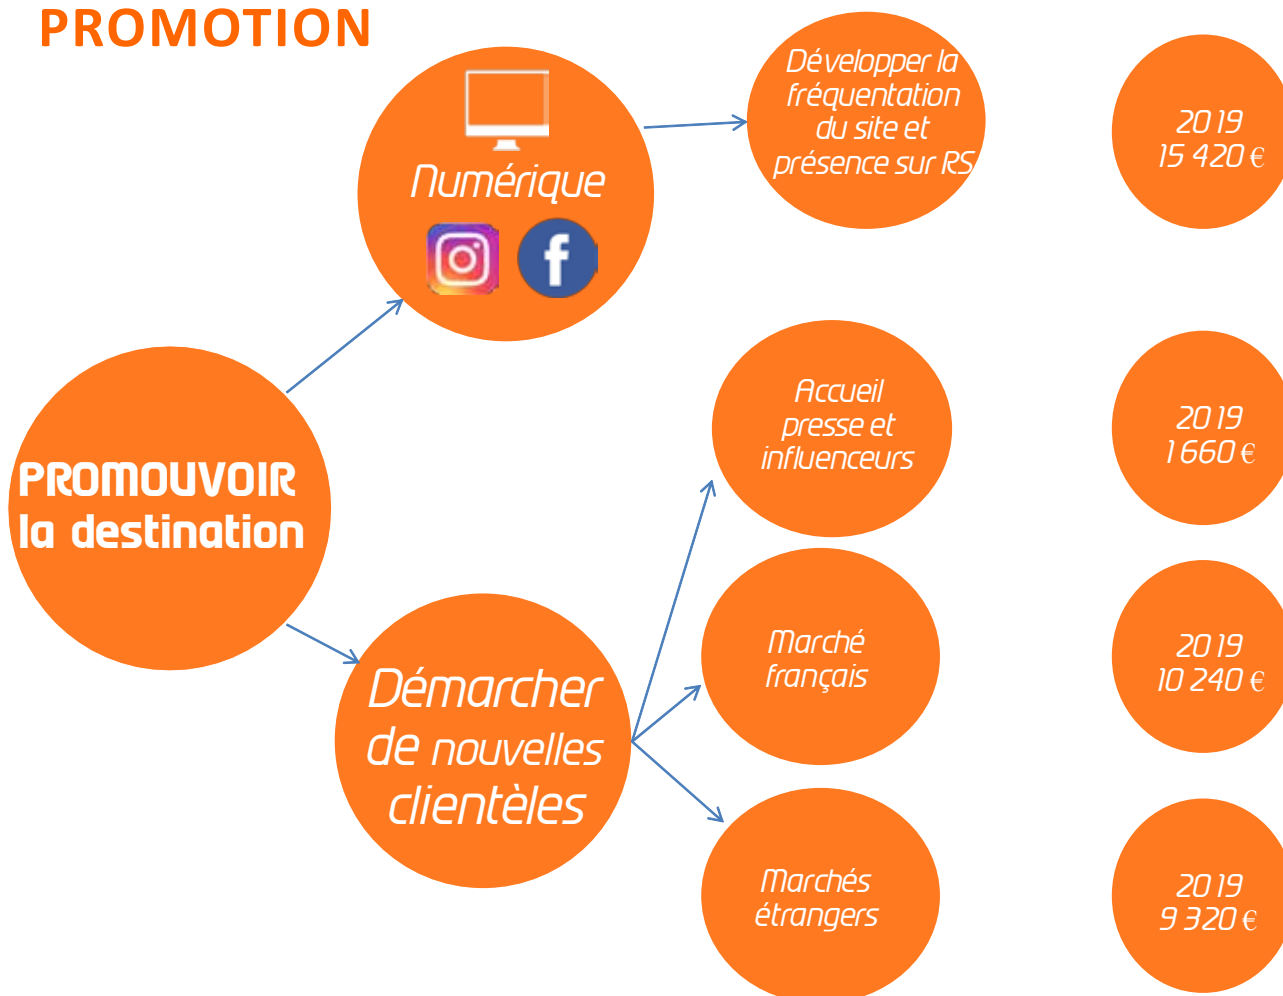 PROMOTION
Numérique
Développer la
fréquentation
du site et
présence sur RS
2019
15 420 €
PROMOUVOIR
la destination
Démarcher
de nouvelles
clientèles
Accueil
presse et
influenceurs
2019
1 660 €
Marché
français
2019
10 240 €
Marchés
étrangers
2019
9 320 €